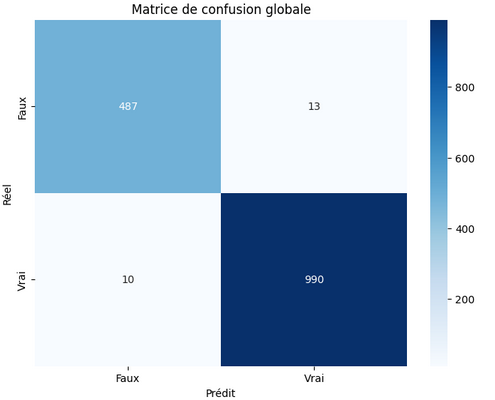 Matrice de confusion globale
Faux
487
13
Réel
Vrai
10
990
Faux
Vrai
Prédit
800
600
400
200